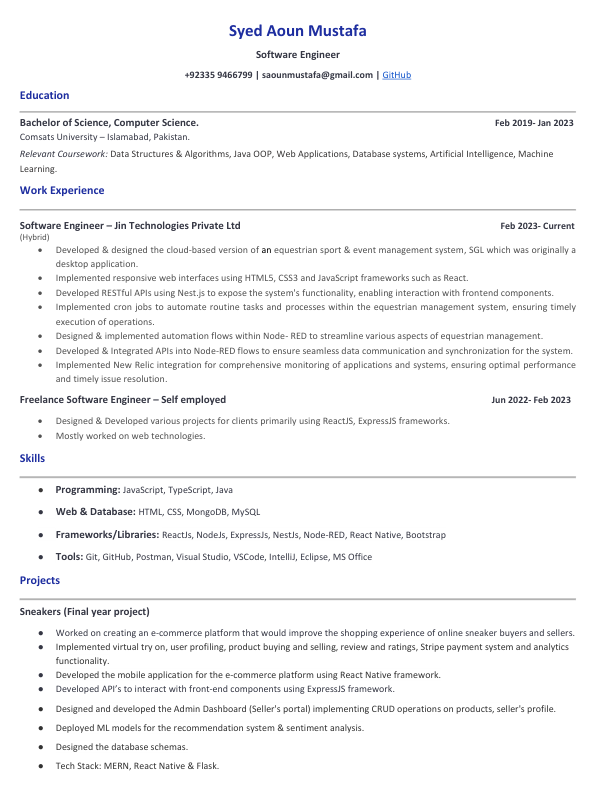 Syed Aoun Mustafa
Software Engineer
+92335 9466799 | saounmustafa@gmail.com | GitHub
Education
Bachelor of Science, Computer Science. Feb 2019- Jan 2023
Comsats University – Islamabad, Pakistan.
Relevant Coursework: Data Structures & Algorithms, Java OOP, Web Applications, Database systems, Artificial Intelligence, Machine
Learning.
Work Experience
Software Engineer – Jin Technologies Private Ltd Feb 2023- Current
(Hybrid)
● Developed & designed the cloud-based version of an equestrian sport & event management system, SGL which was originally a
desktop application.
● Implemented responsive web interfaces using HTML5, CSS3 and JavaScript frameworks such as React.
● Developed RESTful APIs using Nest.js to expose the system's functionality, enabling interaction with frontend components.
● Implemented cron jobs to automate routine tasks and processes within the equestrian management system, ensuring timely
execution of operations.
● Designed & implemented automation flows within Node- RED to streamline various aspects of equestrian management.
● Developed & Integrated APIs into Node-RED flows to ensure seamless data communication and synchronization for the system.
● Implemented New Relic integration for comprehensive monitoring of applications and systems, ensuring optimal performance
and timely issue resolution.
Freelance Software Engineer – Self employed Jun 2022- Feb 2023
● Designed & Developed various projects for clients primarily using ReactJS, ExpressJS frameworks.
● Mostly worked on web technologies.
Skills
● Programming: JavaScript, TypeScript, Java
● Web & Database: HTML, CSS, MongoDB, MySQL
● Frameworks/Libraries: ReactJs, NodeJs, ExpressJs, NestJs, Node-RED, React Native, Bootstrap
● Tools: Git, GitHub, Postman, Visual Studio, VSCode, IntelliJ, Eclipse, MS Office
Projects
Sneakers (Final year project)
● Worked on creating an e-commerce platform that would improve the shopping experience of online sneaker buyers and sellers.
● Implemented virtual try on, user profiling, product buying and selling, review and ratings, Stripe payment system and analytics
functionality.
● Developed the mobile application for the e-commerce platform using React Native framework.
● Developed API's to interact with front-end components using ExpressJS framework.
● Designed and developed the Admin Dashboard (Seller's portal) implementing CRUD operations on products, seller's profile.
● Deployed ML models for the recommendation system & sentiment analysis.
● Designed the database schemas.
● Tech Stack: MERN, React Native & Flask.